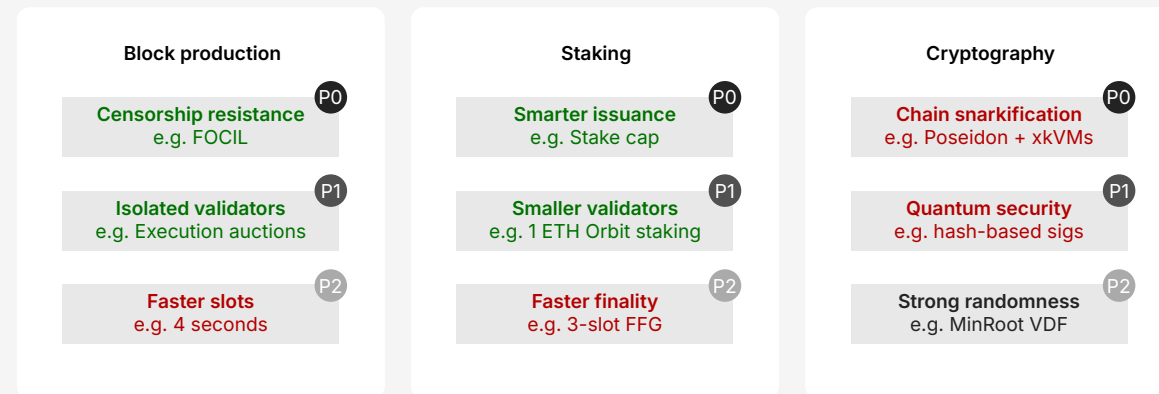 Block production
P0
Censorship resistance
e.g. FOCIL
P1
Isolated validators
e.g. Execution auctions
P2
Faster slots
e.g. 4 seconds
Staking
P0
Smarter issuance
e.g. Stake cap
P1
Smaller validators
e.g. 1 ETH Orbit staking
P2
Faster finality
e.g. 3-slot FFG
Cryptography
P0
Chain snarkification
e.g. Poseidon + xkVMs
P1
Quantum security
e.g. hash-based sigs
P2
Strong randomness
e.g. MinRoot VDF